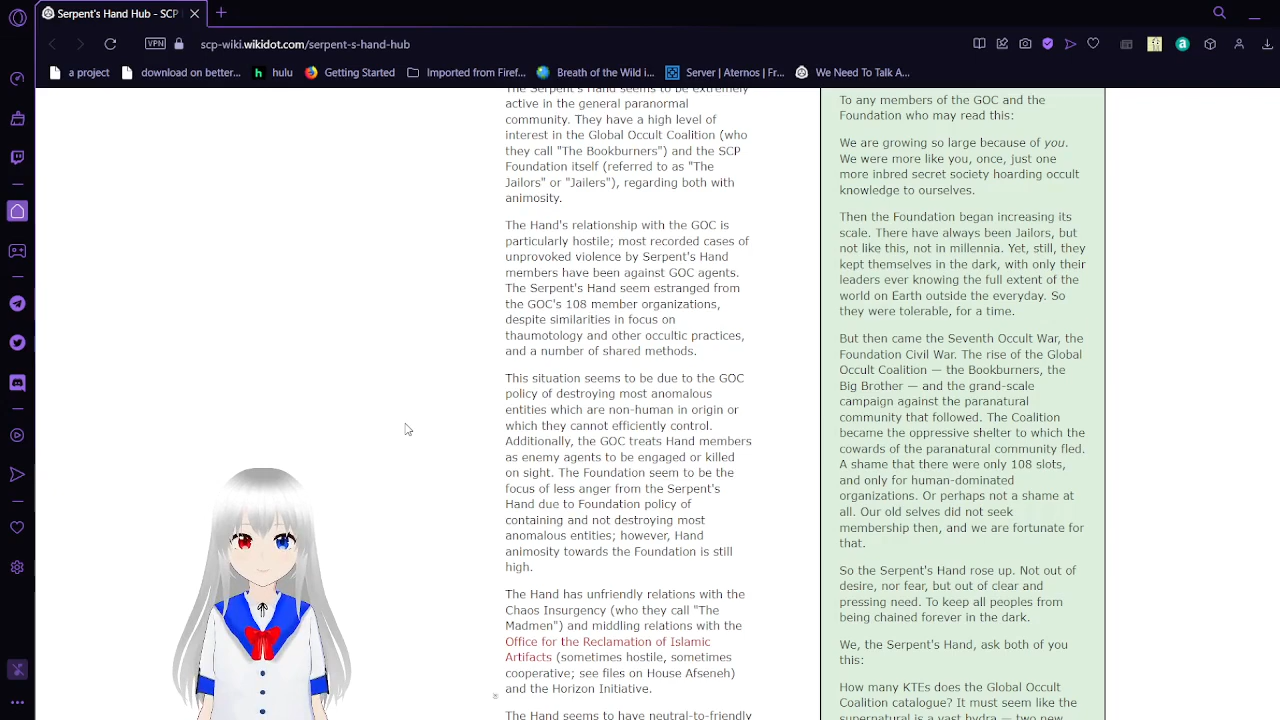 Serpent's Hand Hub - SCP
VPN
scp-wiki.wikidot.com/serpent-s-hand-hub
a project
download on better...
hulu
Getting Started
Imported from Firef...
Breath of the Wild i...
Server | Aternos | Fr...
We Need To Talk A...
The Serpent's Hand seems to be extremely
active in the general paranormal
community. They have a high level of
interest in the Global Occult Coalition (who
they call "The Bookburners") and the SCP
Foundation itself (referred to as "The
Jailors" or "Jailers"), regarding both with
animosity.
The Hand's relationship with the GOC is
particularly hostile; most recorded cases of
unprovoked violence by Serpent's Hand
members have been against GOC agents.
The Serpent's Hand seem estranged from
the GOC's 108 member organizations,
despite similarities in focus on
thaumotology and other occultic practices,
and a number of shared methods.
This situation seems to be due to the GOC
policy of destroying most anomalous
entities which are non-human in origin or
which they cannot efficiently control.
Additionally, the GOC treats Hand members
as enemy agents to be engaged or killed
on sight. The Foundation seem to be the
focus of less anger from the Serpent's
Hand due to Foundation policy of
containing and not destroying most
anomalous entities; however, Hand
animosity towards the Foundation is still
high.
The Hand has unfriendly relations with the
Chaos Insurgency (who they call "The
Madmen") and middling relations with the
Office for the Reclamation of Islamic
Artifacts (sometimes hostile, sometimes
cooperative; see files on House Afseneh)
and the Horizon Initiative.
The Hand seems to have neutral-to-friendly
To any members of the GOC and the
Foundation who may read this:
We are growing so large because of you.
We were more like you, once, just one
more inbred secret society hoarding occult
knowledge to ourselves.
Then the Foundation began increasing its
scale. There have always been Jailors, but
not like this, not in millennia. Yet, still, they
kept themselves in the dark, with only their
leaders ever knowing the full extent of the
world on Earth outside the everyday. So
they were tolerable, for a time.
But then came the Seventh Occult War, the
Foundation Civil War. The rise of the Global
Occult Coalition — the Bookburners, the
Big Brother — and the grand-scale
campaign against the paranatural
community that followed. The Coalition
became the oppressive shelter to which the
cowards of the paranatural community fled.
A shame that there were only 108 slots,
and only for human-dominated
organizations. Or perhaps not a shame at
all. Our old selves did not seek
membership then, and we are fortunate for
that.
So the Serpent's Hand rose up. Not out of
desire, nor fear, but out of clear and
pressing need. To keep all peoples from
being chained forever in the dark.
We, the Serpent's Hand, ask both of you
this:
How many KTEs does the Global Occult
Coalition catalogue? It must seem like the
supernatural is a vast hydra — two new